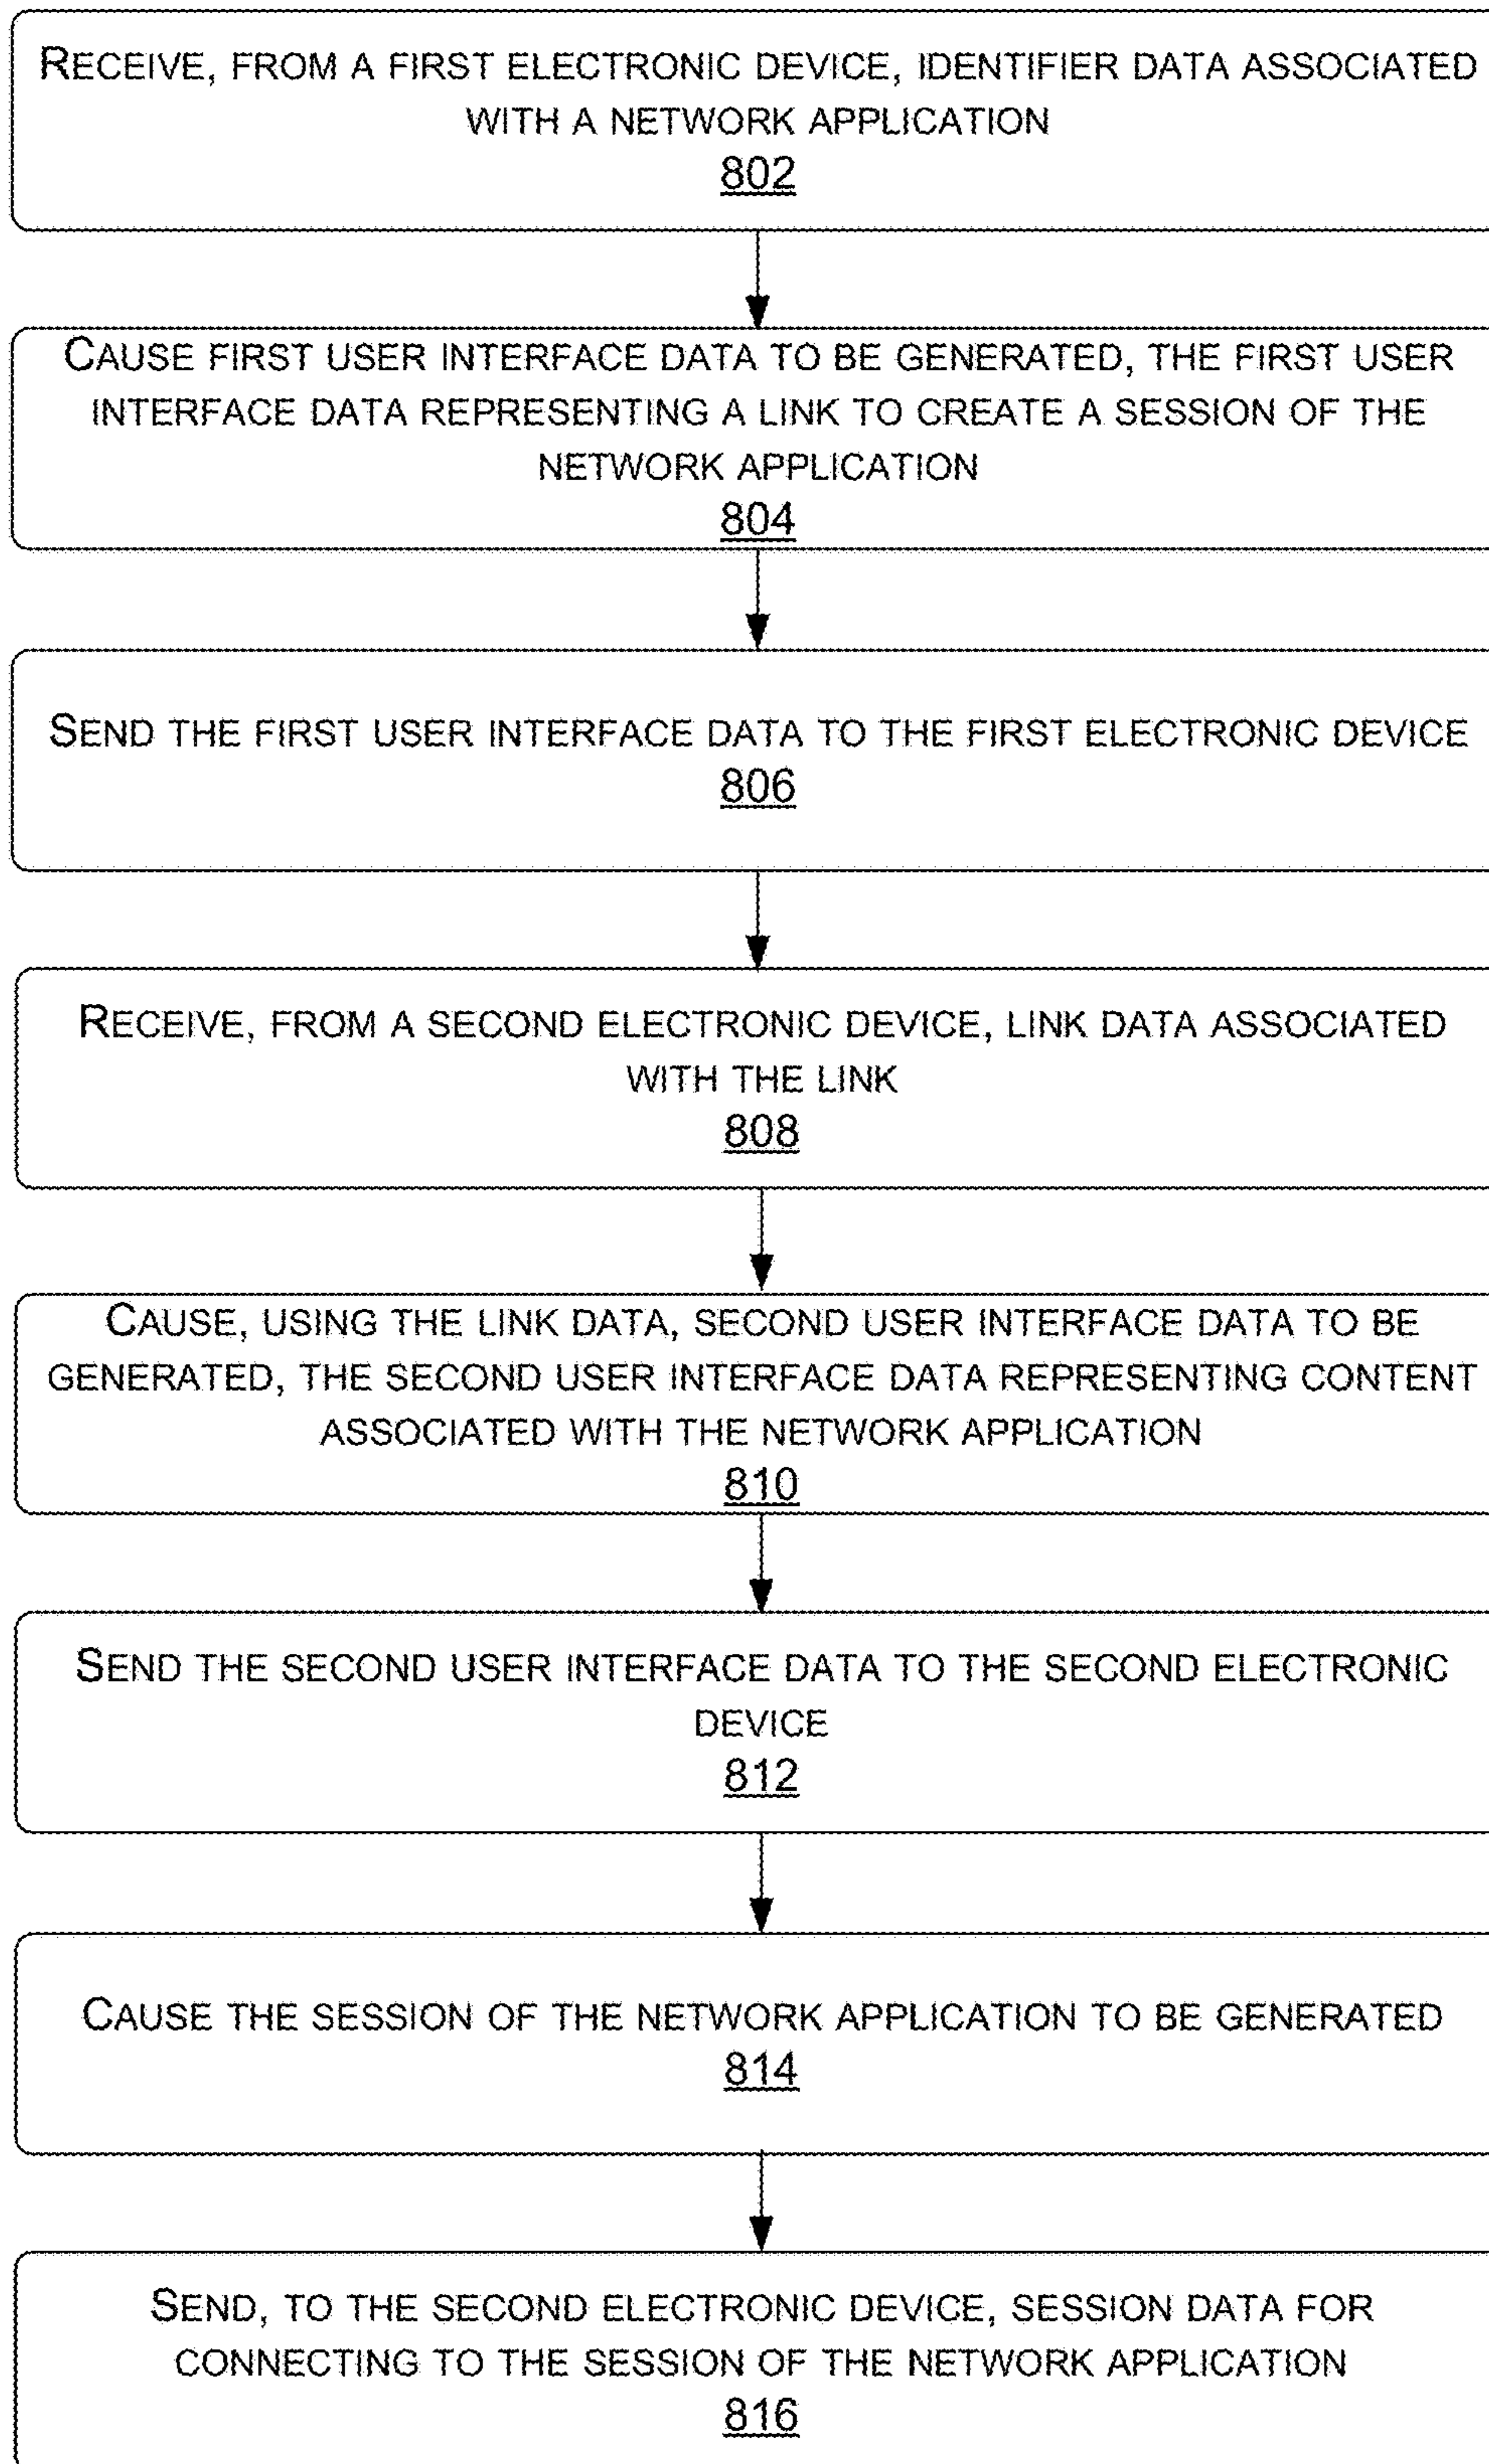 RECEIVE, FROM A FIRST ELECTRONIC DEVICE, IDENTIFIER DATA ASSOCIATED
WITH A NETWORK APPLICATION
802
CAUSE FIRST USER INTERFACE DATA TO BE GENERATED, THE FIRST USER
INTERFACE DATA REPRESENTING A LINK TO CREATE A SESSION OF THE
NETWORK APPLICATION
804
SEND THE FIRST USER INTERFACE DATA TO THE FIRST ELECTRONIC DEVICE
806
RECEIVE, FROM A SECOND ELECTRONIC DEVICE, LINK DATA ASSOCIATED
WITH THE LINK
808
CAUSE, USING THE LINK DATA, SECOND USER INTERFACE DATA TO BE
GENERATED, THE SECOND USER INTERFACE DATA REPRESENTING CONTENT
ASSOCIATED WITH THE NETWORK APPLICATION
810
SEND THE SECOND USER INTERFACE DATA TO THE SECOND ELECTRONIC
DEVICE
812
CAUSE THE SESSION OF THE NETWORK APPLICATION TO BE GENERATED
814
SEND, TO THE SECOND ELECTRONIC DEVICE, SESSION DATA FOR
CONNECTING TO THE SESSION OF THE NETWORK APPLICATION
816